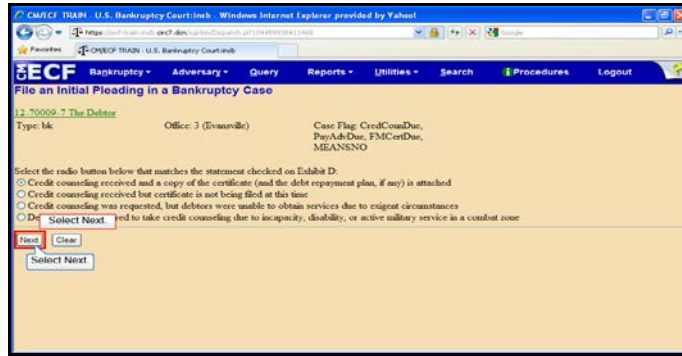 CM/ECF TRAIN - U.S. Bankruptcy Court:insb - Windows Internet Explorer provided by Yahoo!
Google
Favorites
CM/ECF TRAIN - U.S. Bankruptcy Court:insb
ECF Bankruptcy Adversary Query Reports Utilities Search Procedures Logout ?
File an Initial Pleading in a Bankruptcy Case
12-70009-7 The Debtor
Type: bk Office: 3 (Evansville) Case Flag: CredCounDue,
PayAdvDue, FMCertDue,
MEANSNO
Select the radio button below that matches the statement checked on Exhibit D:
Credit counseling received and a copy of the certificate (and the debt repayment plan, if any) is attached
Credit counseling received but certificate is not being filed at this time
Credit counseling was requested, but debtors were unable to obtain services due to exigent circumstances
De Select Next. red to take credit counseling due to incapacity, disability, or active military service in a combat zone
Next Clear
Select Next.